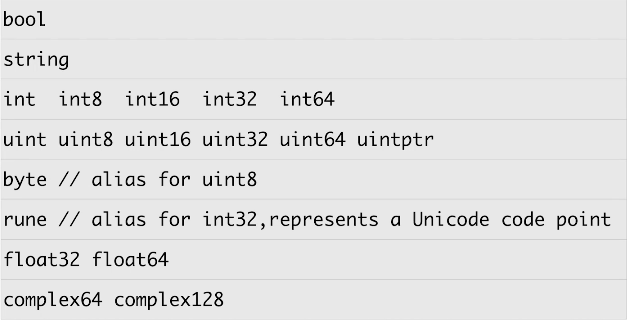 bool
string
int  int8  int16  int32  int64
uint uint8 uint16 uint32 uint64 uintptr
byte // alias for uint8
rune // alias for int32,represents a Unicode code point
float32 float64
complex64 complex128